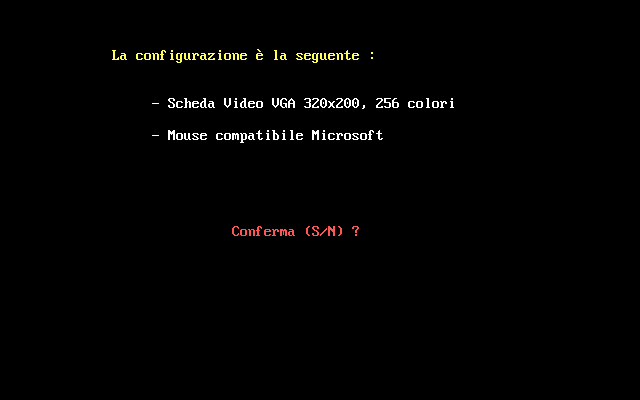 La configurazione è la seguente :
- Scheda Video VGA 320x200, 256 colori
- Mouse compatibile Microsoft
Conferma (S/N) ?